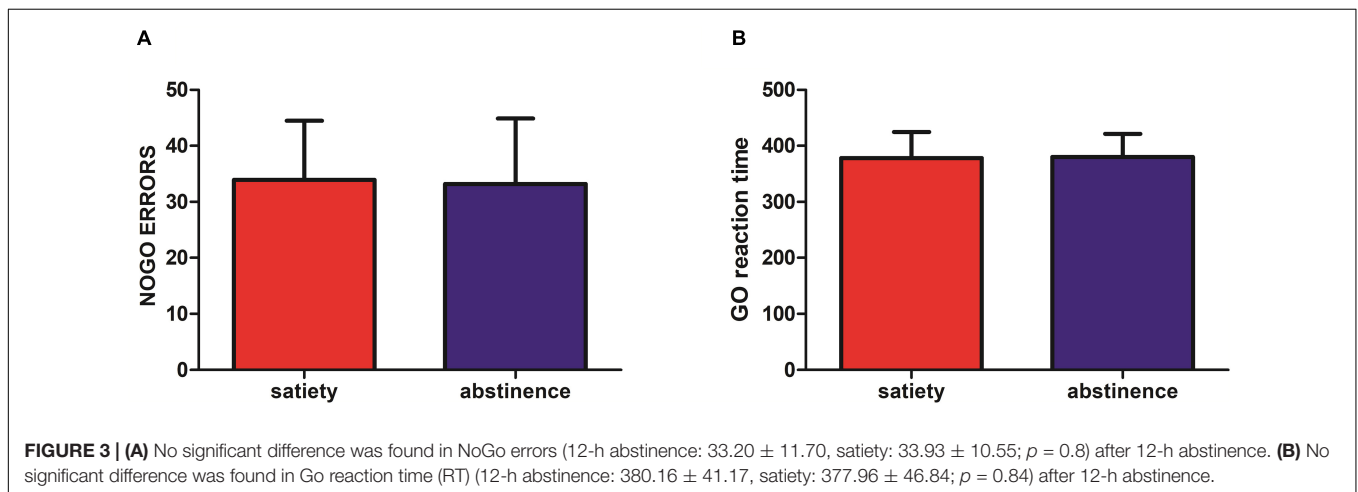 A
50
40
30
20
10
0
NOGO ERRORS
satiety
abstinence
B
500
400
300
200
100
0
GO reaction time
satiety
abstinence
FIGURE 3 | (A) No significant difference was found in NoGo errors (12-h abstinence: 33.20 ± 11.70, satiety: 33.93 ± 10.55; p = 0.8) after 12-h abstinence. (B) No
significant difference was found in Go reaction time (RT) (12-h abstinence: 380.16 ± 41.17, satiety: 377.96 ± 46.84; p = 0.84) after 12-h abstinence.